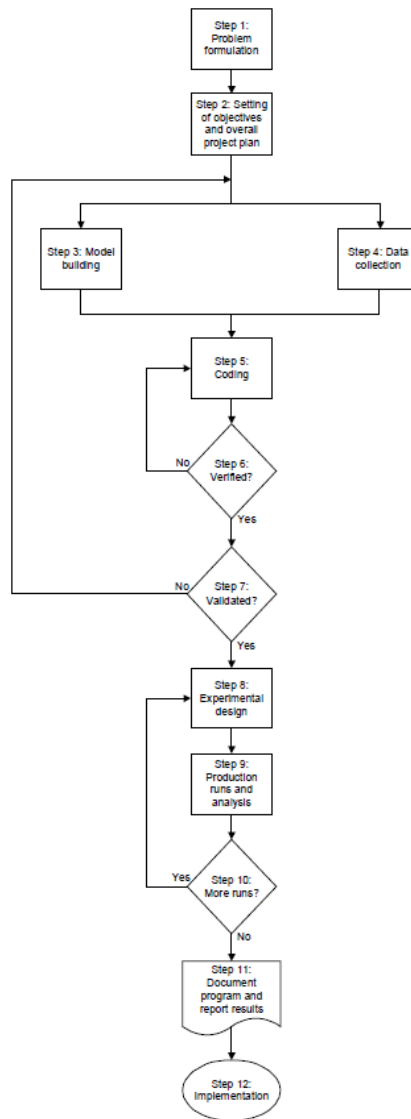 Step 1:
Problem
formulation
Step 2: Setting
of objectives
and overall
project plan
Step 3: Model
building
Step 4: Data
collection
Step 5:
Coding
Step 6:
Verified?
No
Yes
Step 7:
Validated?
No
Yes
Step 8:
Experimental
design
Step 9:
Production
runs and
analysis
Step 10:
More runs?
Yes
No
Step 11:
Document
program and
report results
Step 12:
Implementation